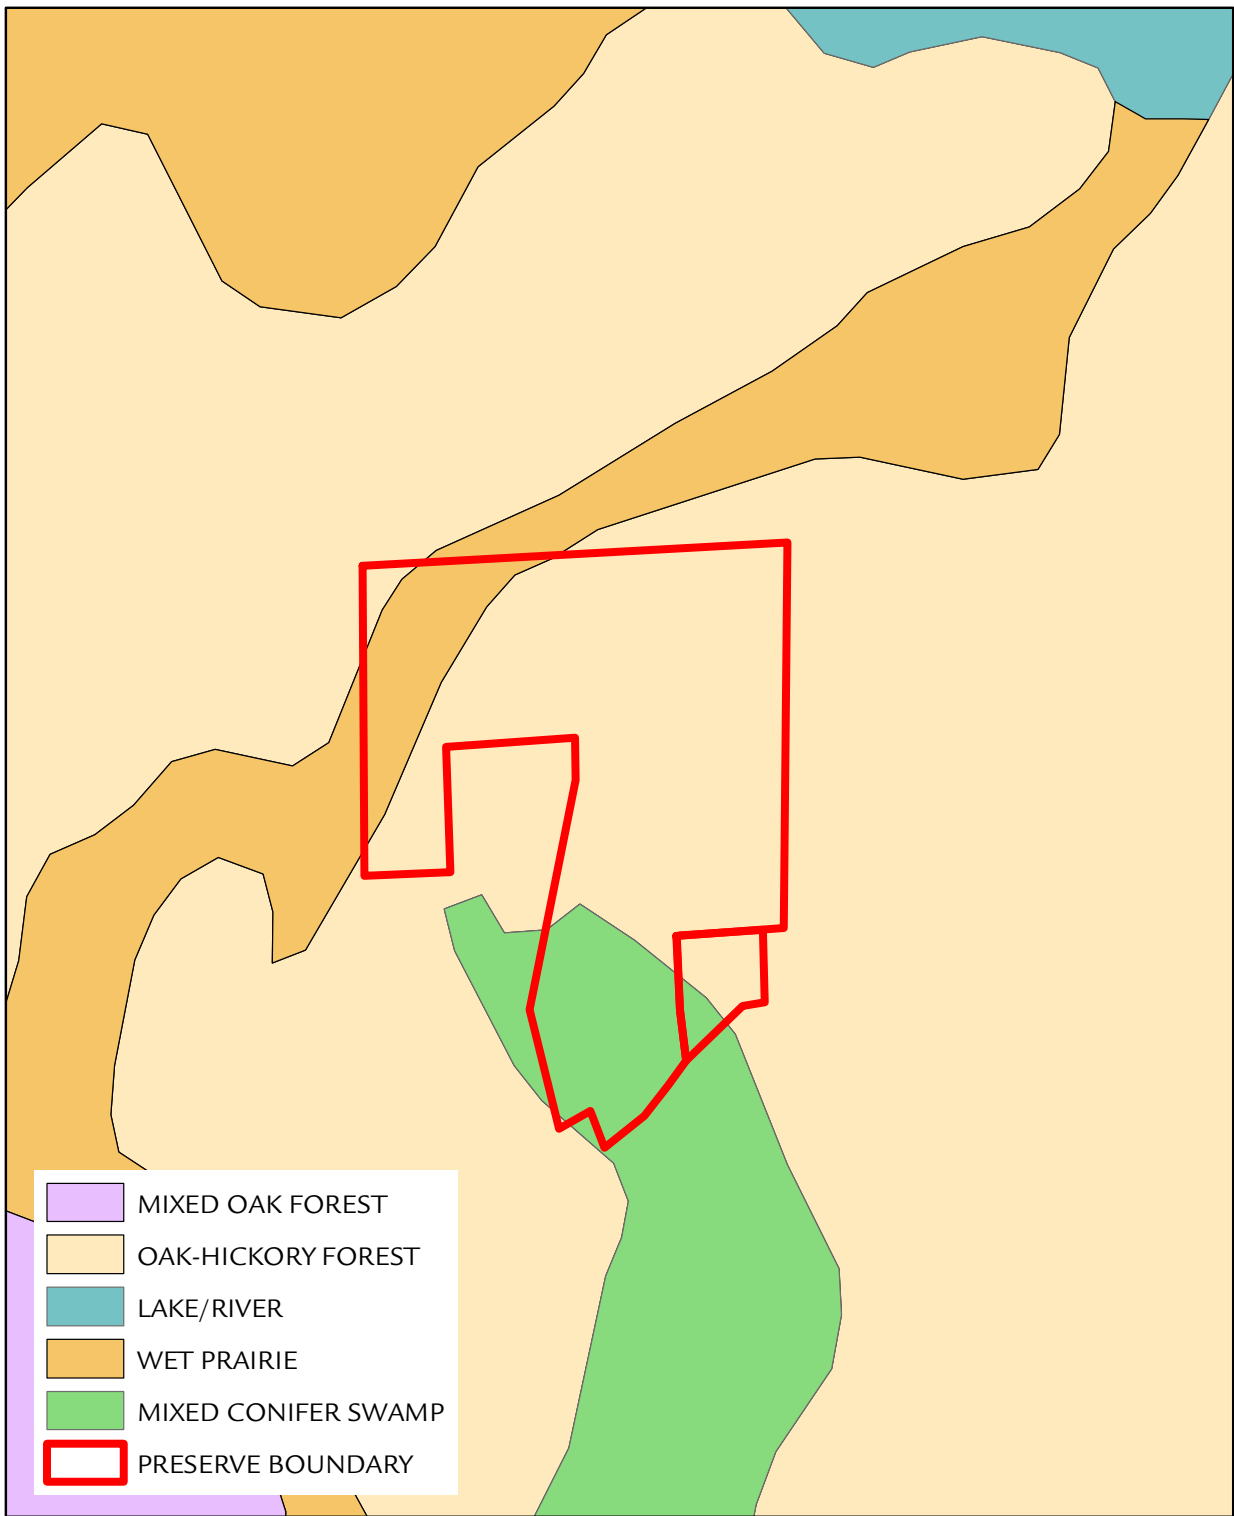 MIXED OAK FOREST
OAK-HICKORY FOREST
LAKE/RIVER
WET PRAIRIE
MIXED CONIFER SWAMP
PRESERVE BOUNDARY